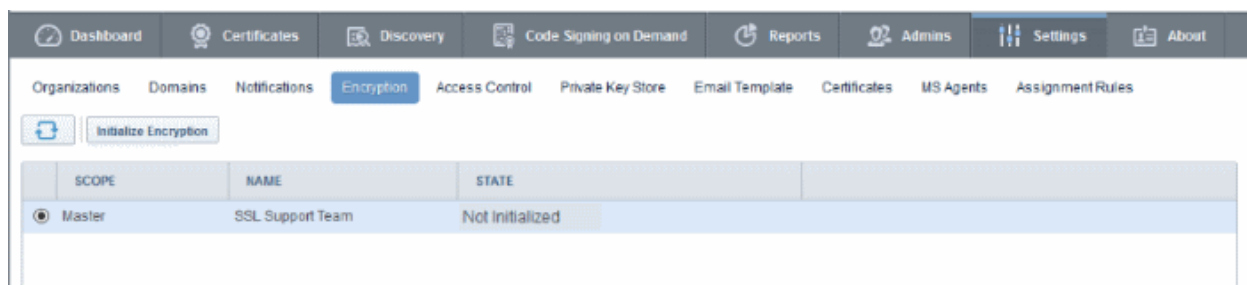 Dashboard Certificates Discovery Code Signing on Demand Reports Admins Settings About
Organizations Domains Notifications Encryption Access Control Private Key Store Email Template Certificates MS Agents Assignment Rules
Initialize Encryption
SCOPE NAME STATE
Master SSL Support Team Not Initialized